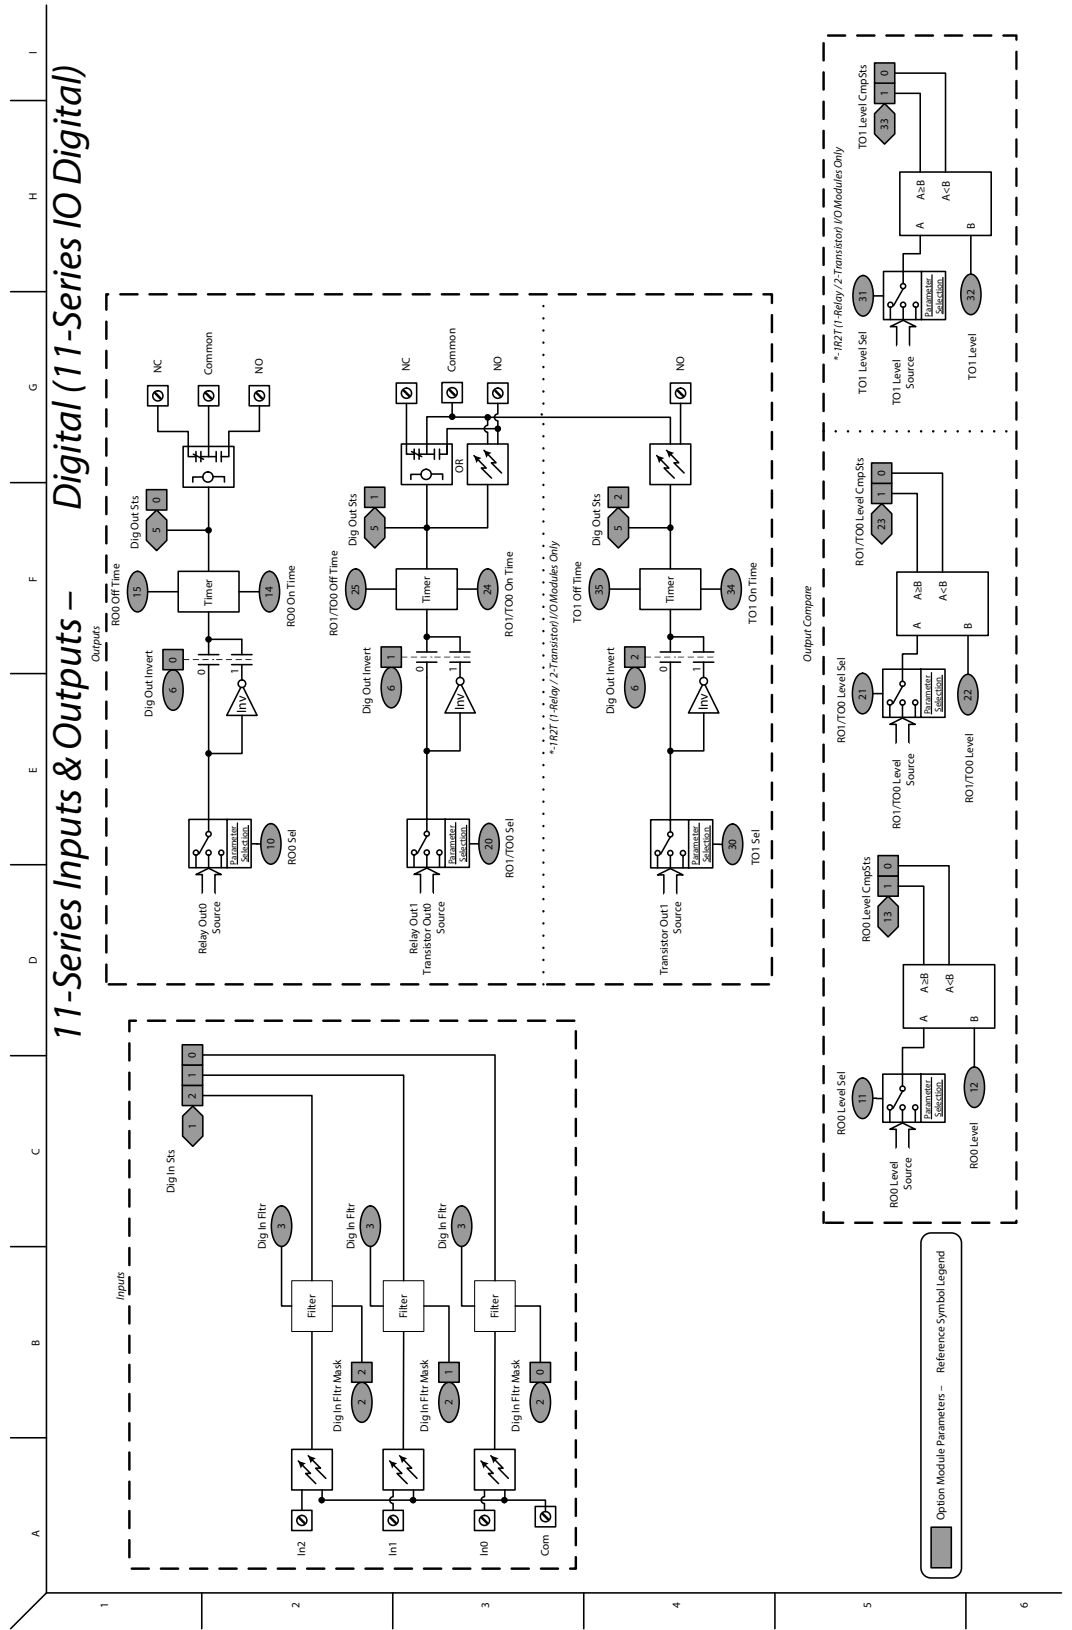 11-Series Inputs & Outputs – Digital (11-Series IO Digital)
A
B
C
D
E
F
G
H
I
1
2
3
4
5
6
Inputs
Dig In Sts
1
2
1
0
In2
Filter
Dig In Fltr
3
Dig In Fltr Mask
2
2
In1
Filter
Dig In Fltr
3
Dig In Fltr Mask
2
1
In0
Filter
Dig In Fltr
3
Dig In Fltr Mask
2
0
Com
Outputs
Relay Out0
Source
Parameter
Selection
10
RO0 Sel
Inv
Dig Out Invert
6
0
0
1
RO0 Off Time
15
Timer
14
RO0 On Time
Dig Out Sts
5
0
NC
Common
NO
Relay Out1
Transistor Out0
Source
Parameter
Selection
20
RO1/TO0 Sel
Inv
Dig Out Invert
6
1
0
1
RO1/TO0 Off Time
25
Timer
24
RO1/TO0 On Time
Dig Out Sts
5
1
OR
NC
Common
NO
*-1R2T (1-Relay / 2-Transistor) I/O Modules Only
Transistor Out1
Source
Parameter
Selection
30
TO1 Sel
Inv
Dig Out Invert
6
2
0
1
TO1 Off Time
35
Timer
34
TO1 On Time
Dig Out Sts
5
2
NO
Output Compare
RO0 Level Sel
11
RO0 Level
Source
Parameter
Selection
12
RO0 Level
A
B
A≥B
A<B
RO0 Level CmpSts
13
1
0
RO1/TO0 Level Sel
21
RO1/TO0 Level
Source
Parameter
Selection
22
RO1/TO0 Level
A
B
A≥B
A<B
RO1/TO0 Level CmpSts
23
1
0
*-1R2T (1-Relay / 2-Transistor) I/O Modules Only
TO1 Level Sel
31
TO1 Level
Source
Parameter
Selection
32
TO1 Level
A
B
A≥B
A<B
TO1 Level CmpSts
33
1
0
Option Module Parameters – Reference Symbol Legend